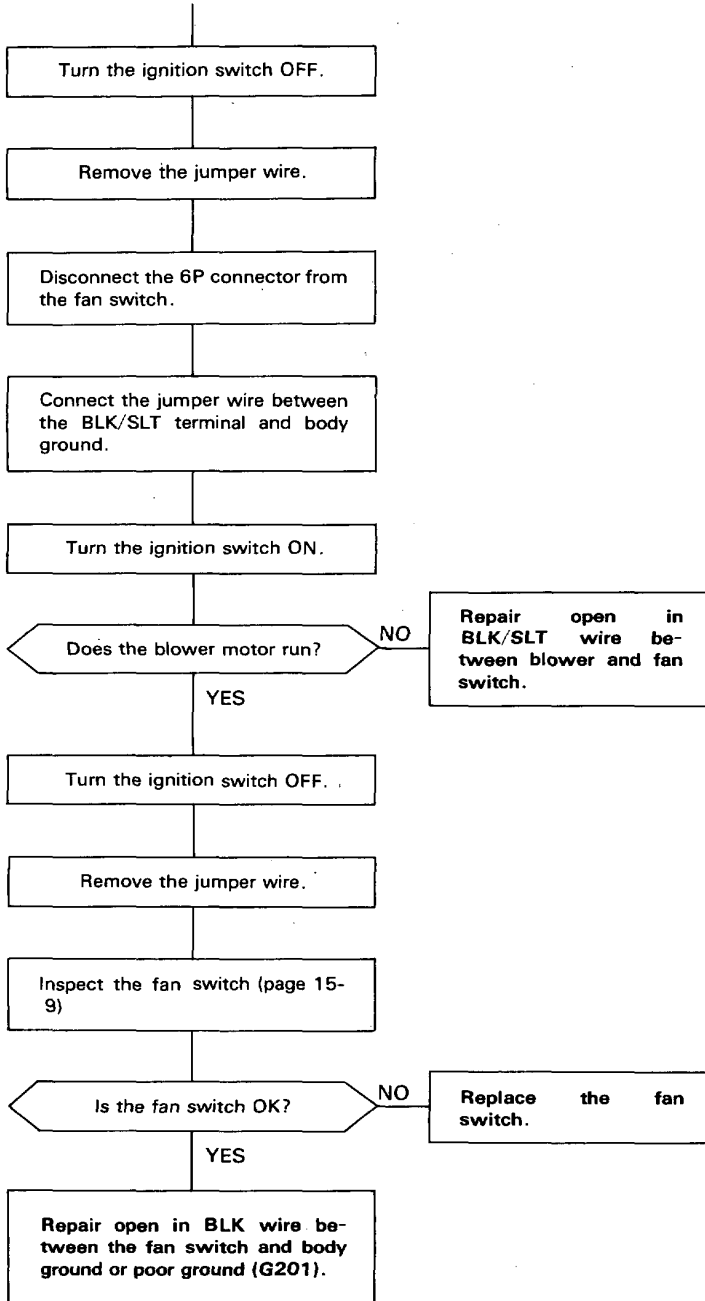 Turn the ignition switch OFF.
Remove the jumper wire.
Disconnect the 6P connector from
the fan switch.
Connect the jumper wire between
the BLK/SLT terminal and body
ground.
Turn the ignition switch ON.
Does the blower motor run?
NO
Repair open in
BLK/SLT wire be-
tween blower and fan
switch.
YES
Turn the ignition switch OFF.
Remove the jumper wire.
Inspect the fan switch (page 15-
9)
Is the fan switch OK?
NO
Replace the fan
switch.
YES
Repair open in BLK wire be-
tween the fan switch and body
ground or poor ground (G201).